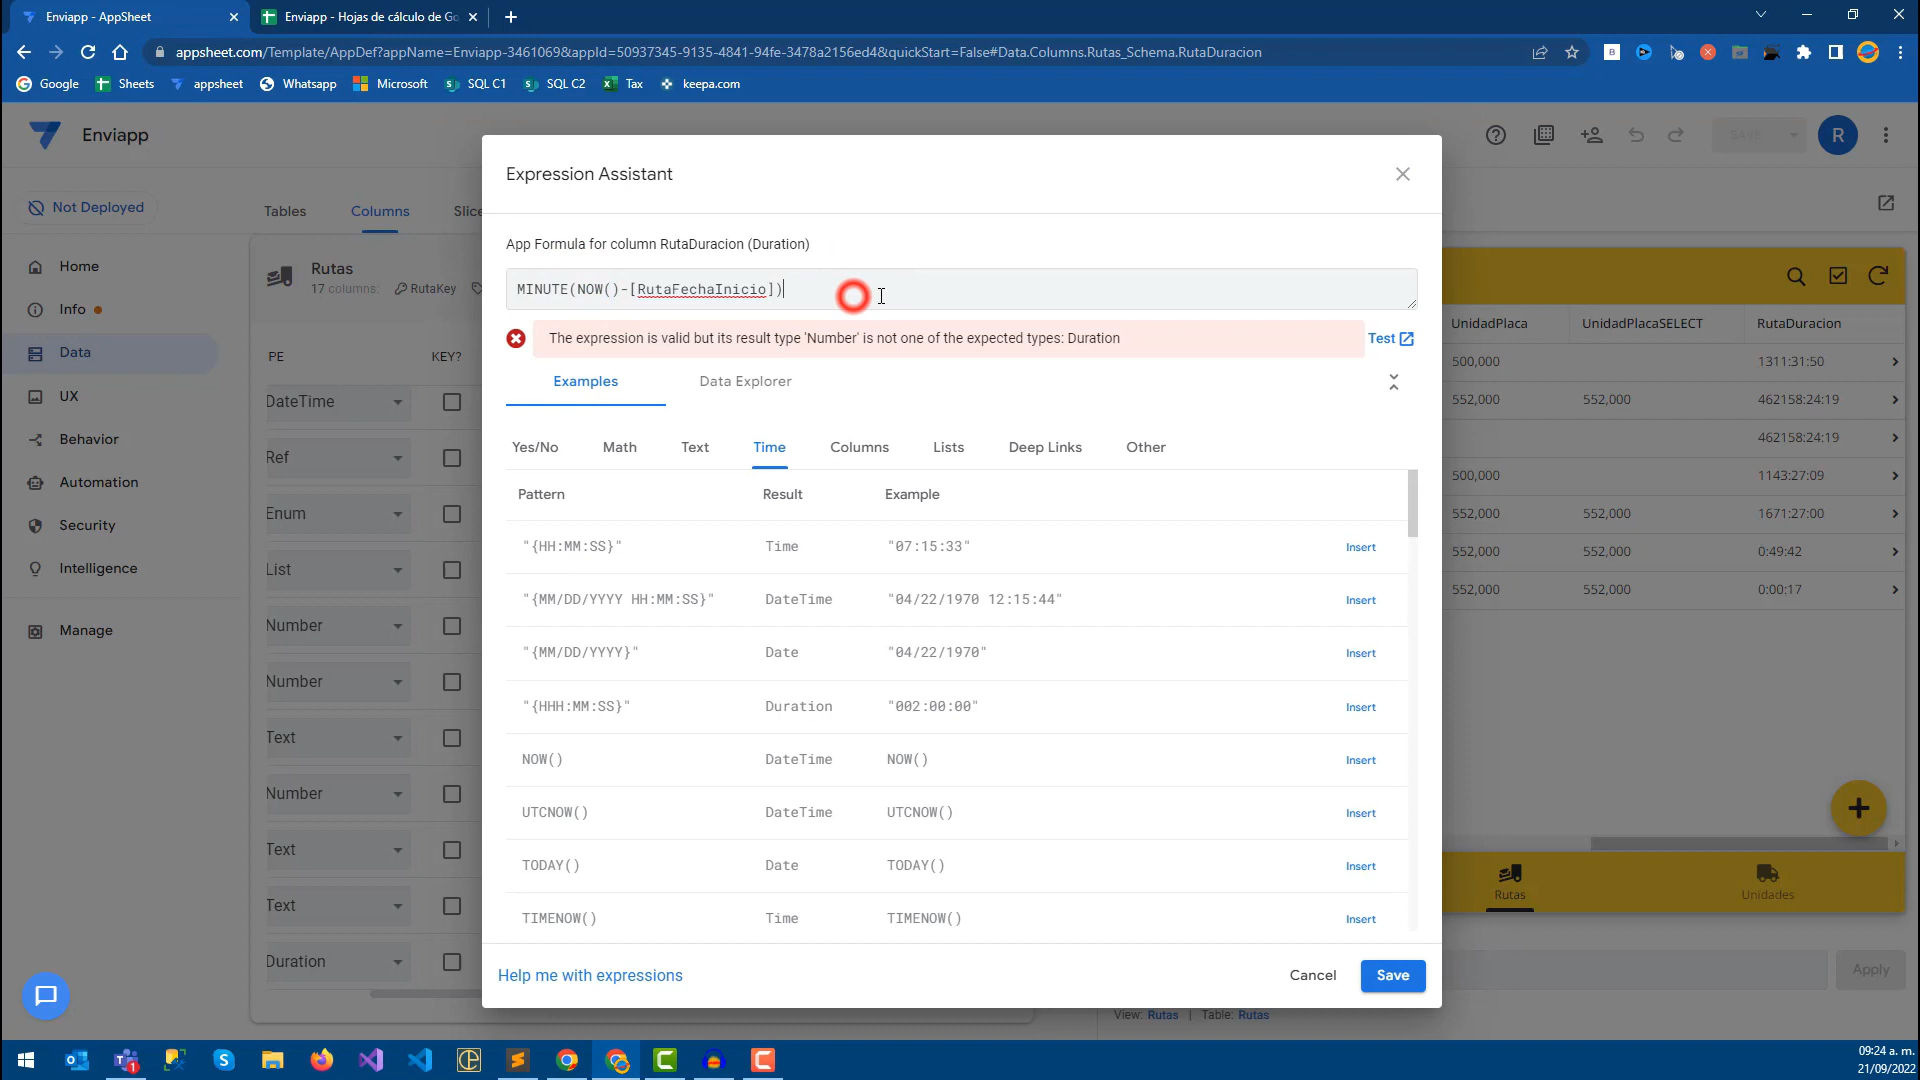 Enviapp - AppSheet
Enviapp - Hojas de cálculo de Go
appsheet.com/Template/AppDef?appName=Enviapp-3461069&appId=50937345-9135-4841-94fe-3478a2156ed4&quickStart=False#Data.Columns.Rutas_Schema.RutaDuracion
Google
Sheets
appsheet
Whatsapp
Microsoft
SQL C1
SQL C2
Tax
keepa.com
Enviapp
R
Not Deployed
Tables
Columns
Slice
Home
Info
Data
UX
Behavior
Automation
Security
Intelligence
Manage
Rutas
17 columns:
RutaKey
PE
KEY?
DateTime
Ref
Enum
List
Number
Number
Text
Number
Text
Text
Duration
Expression Assistant
App Formula for column RutaDuracion (Duration)
MINUTE(NOW()-[RutaFechaInicio])
The expression is valid but its result type 'Number' is not one of the expected types: Duration
Test
Examples
Data Explorer
Yes/No
Math
Text
Time
Columns
Lists
Deep Links
Other
Pattern Result Example
"{HH:MM:SS}" Time "07:15:33" Insert
"{MM/DD/YYYY HH:MM:SS}" DateTime "04/22/1970 12:15:44" Insert
"{MM/DD/YYYY}" Date "04/22/1970" Insert
"{HHH:MM:SS}" Duration "002:00:00" Insert
NOW() DateTime NOW() Insert
UTCNOW() DateTime UTCNOW() Insert
TODAY() Date TODAY() Insert
TIMENOW() Time TIMENOW() Insert
Help me with expressions
Cancel
Save
UnidadPlaca UnidadPlacaSELECT RutaDuracion
500,000 1311:31:50
552,000 552,000 462158:24:19
462158:24:19
500,000 1143:27:09
552,000 552,000 1671:27:00
552,000 552,000 0:49:42
552,000 552,000 0:00:17
Rutas
Unidades
Apply
View: Rutas | Table: Rutas
09:24 a. m.
21/09/2022